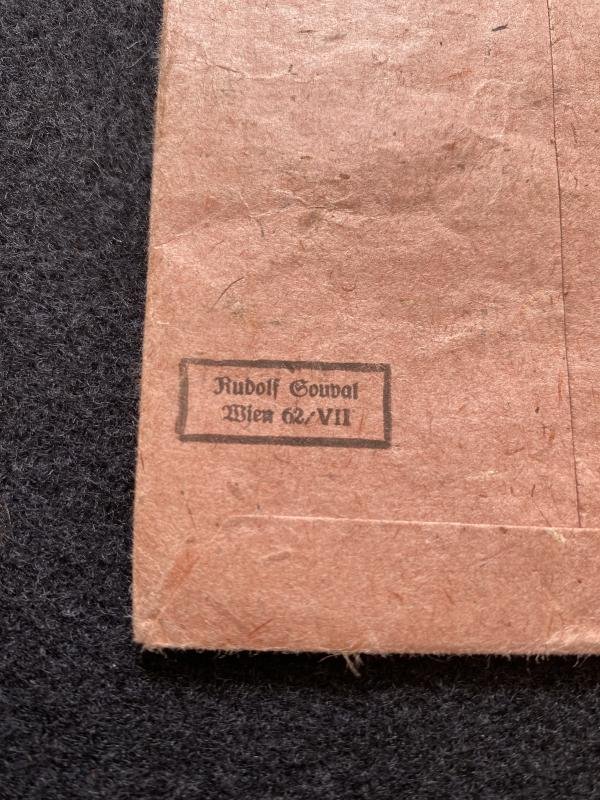 Rudolf Souval
Wien 62/VII